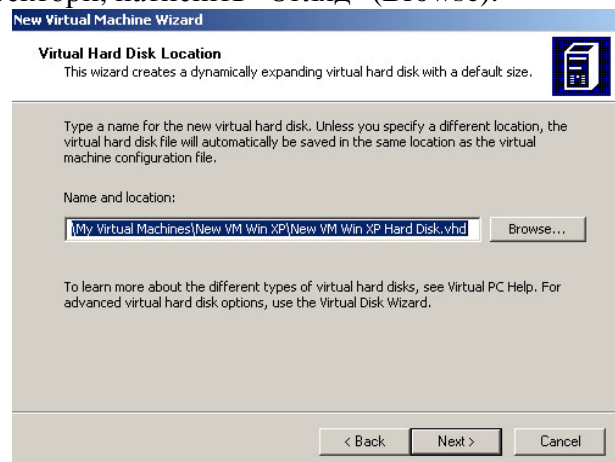 натисніть "Огляд" (Browse).
New Virtual Machine Wizard
Virtual Hard Disk Location
This wizard creates a dynamically expanding virtual hard disk with a default size.
Type a name for the new virtual hard disk. Unless you specify a different location, the
virtual hard disk file will automatically be saved in the same location as the virtual
machine configuration file.
Name and location:
\My Virtual Machines\New VM Win XP\New VM Win XP Hard Disk.vhd
Browse...
To learn more about the different types of virtual hard disks, see Virtual PC Help. For
advanced virtual hard disk options, use the Virtual Disk Wizard.
< Back
Next >
Cancel